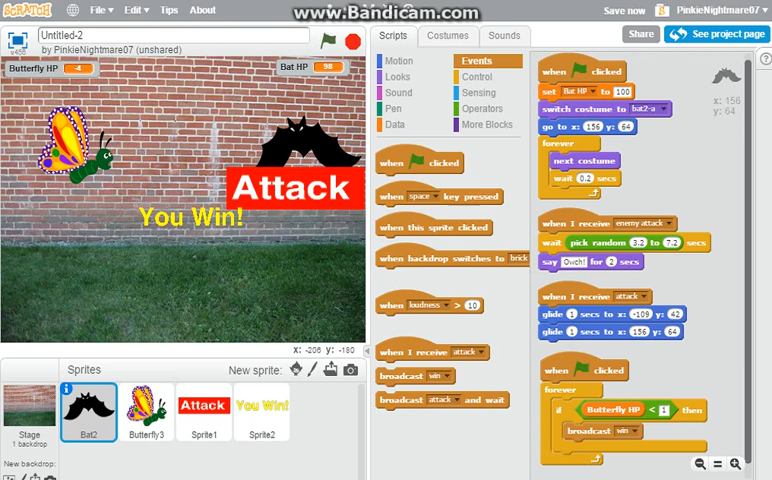 www.Bandicam.com
SCRATCH File Edit Tips About Save now PinkieNightmare07
Untitled-2
by PinkieNightmare07 (unshared)
v456
Scripts Costumes Sounds
Share See project page
Butterfly HP -4
Bat HP 98
Attack
You Win!
x: -206 y: -180
Sprites New sprite:
Stage
1 backdrop
New backdrop:
Bat2
Butterfly3
Attack
Sprite1
You Win!
Sprite2
Motion Events
Looks Control
Sound Sensing
Pen Operators
Data More Blocks
when clicked
when space key pressed
when this sprite clicked
when backdrop switches to brick
when loudness > 10
when I receive attack
broadcast win
broadcast attack and wait
x: 156
y: 64
when clicked
set Bat HP to 100
switch costume to bat2-a
go to x: 156 y: 64
forever
next costume
wait 0.2 secs
when I receive enemy attack
wait pick random 3.2 to 7.2 secs
say Owch! for 2 secs
when I receive attack
glide 1 secs to x: -109 y: 42
glide 1 secs to x: 156 y: 64
when clicked
forever
if Butterfly HP < 1 then
broadcast win